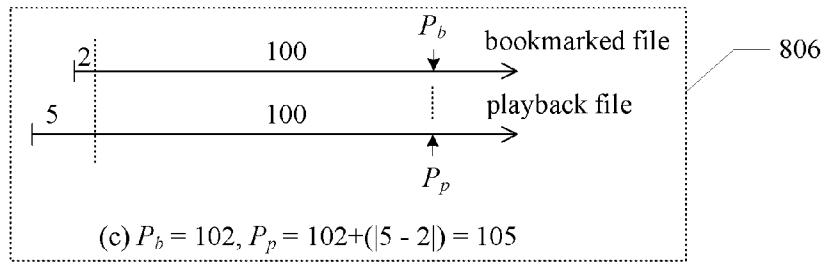 P_b
2 100 bookmarked file
806
5 100 playback file
P_p
(c) P_b = 102, P_p = 102+(|5 - 2|) = 105